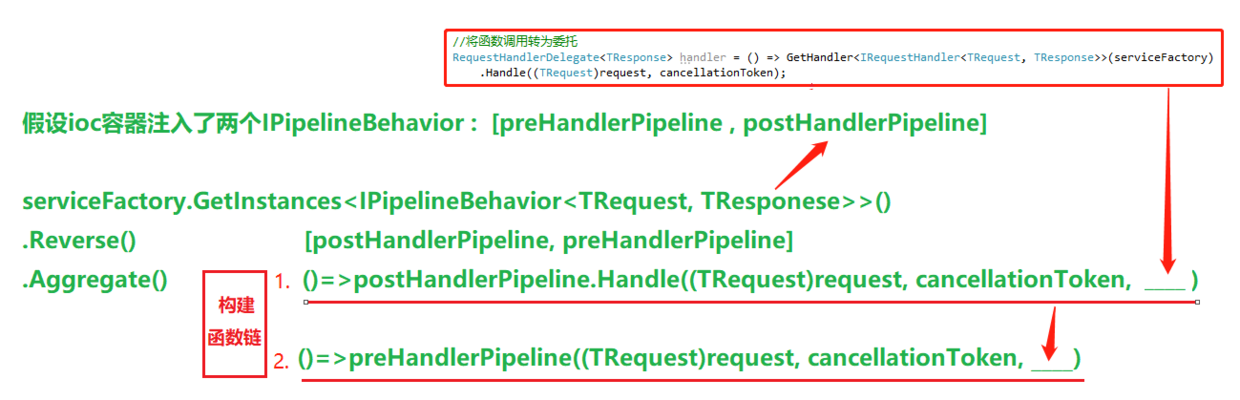 //将函数调用转为委托
RequestHandlerDelegate<TResponse> handler = () => GetHandler<IRequestHandler<TRequest, TResponse>>(serviceFactory)
.Handle((TRequest)request, cancellationToken);
假设ioc容器注入了两个IPipelineBehavior : [preHandlerPipeline , postHandlerPipeline]
serviceFactory.GetInstances<IPipelineBehavior<TRequest, TResponese>>()
.Reverse() [postHandlerPipeline, preHandlerPipeline]
.Aggregate() 1. ()=>postHandlerPipeline.Handle((TRequest)request, cancellationToken, ____ )
构建
函数链
2. ()=>preHandlerPipeline((TRequest)request, cancellationToken, ____)